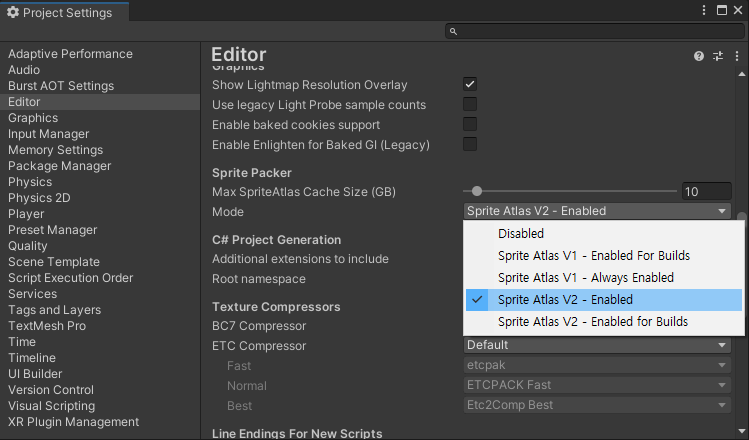 Project Settings
Adaptive Performance
Audio
Burst AOT Settings
Editor
Graphics
Input Manager
Memory Settings
Package Manager
Physics
Physics 2D
Player
Preset Manager
Quality
Scene Template
Script Execution Order
Services
Tags and Layers
TextMesh Pro
Time
Timeline
UI Builder
Version Control
Visual Scripting
XR Plugin Management
Editor
Graphics
Show Lightmap Resolution Overlay
Use legacy Light Probe sample counts
Enable baked cookies support
Enable Enlighten for Baked GI (Legacy)
Sprite Packer
Max SpriteAtlas Cache Size (GB) 10
Mode Sprite Atlas V2 - Enabled
Disabled
Sprite Atlas V1 - Enabled For Builds
Sprite Atlas V1 - Always Enabled
Sprite Atlas V2 - Enabled
Sprite Atlas V2 - Enabled for Builds
C# Project Generation
Additional extensions to include
Root namespace
Texture Compressors
BC7 Compressor
ETC Compressor Default
Fast etcpak
Normal ETCPACK Fast
Best Etc2Comp Best
Line Endings For New Scripts